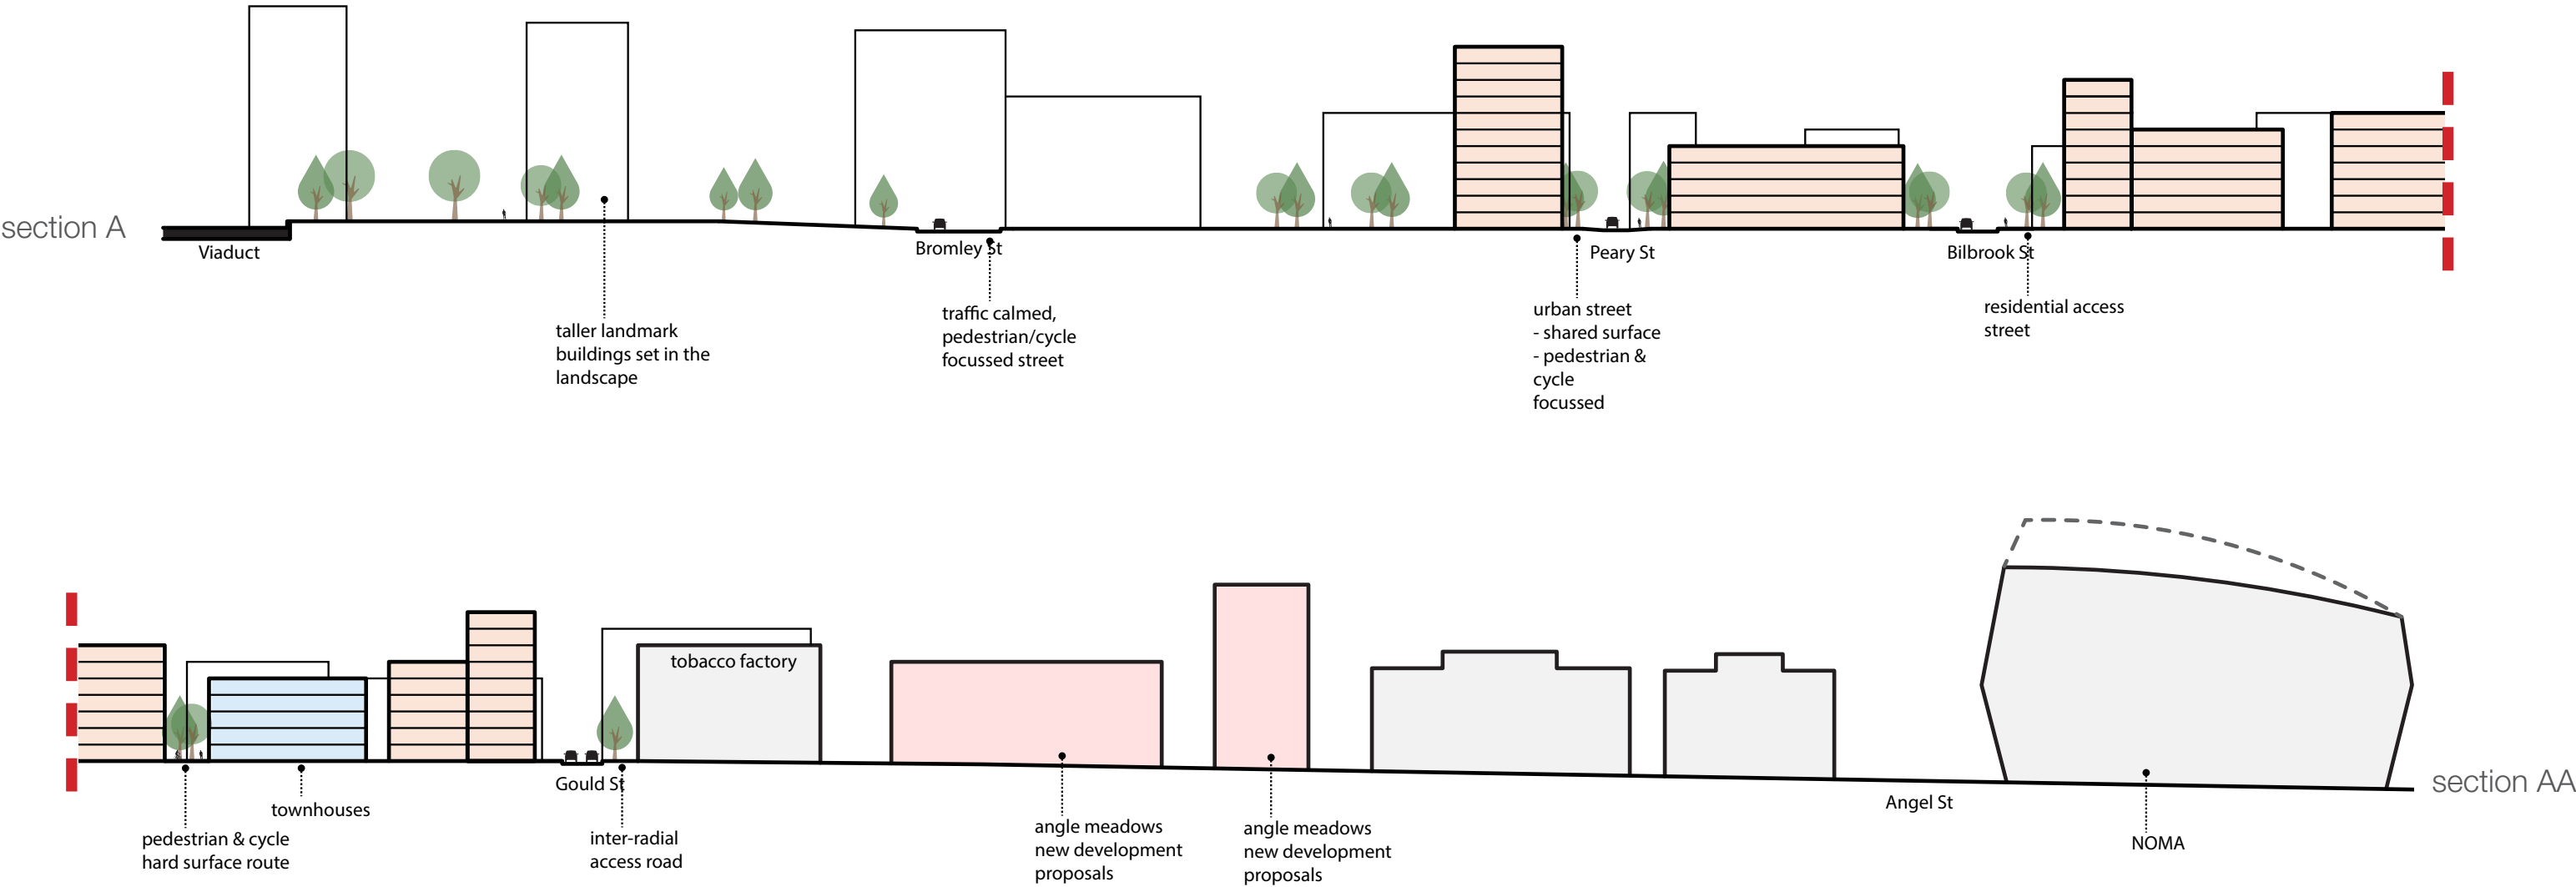 section A
Viaduct
Bromley St
Peary St
Bilbrook St
taller landmark
buildings set in the
landscape
traffic calmed,
pedestrian/cycle
focussed street
urban street
- shared surface
- pedestrian &
cycle
focussed
residential access
street
tobacco factory
Gould St
section AA
Angel St
townhouses
pedestrian & cycle
hard surface route
inter-radial
access road
angle meadows
new development
proposals
angle meadows
new development
proposals
NOMA